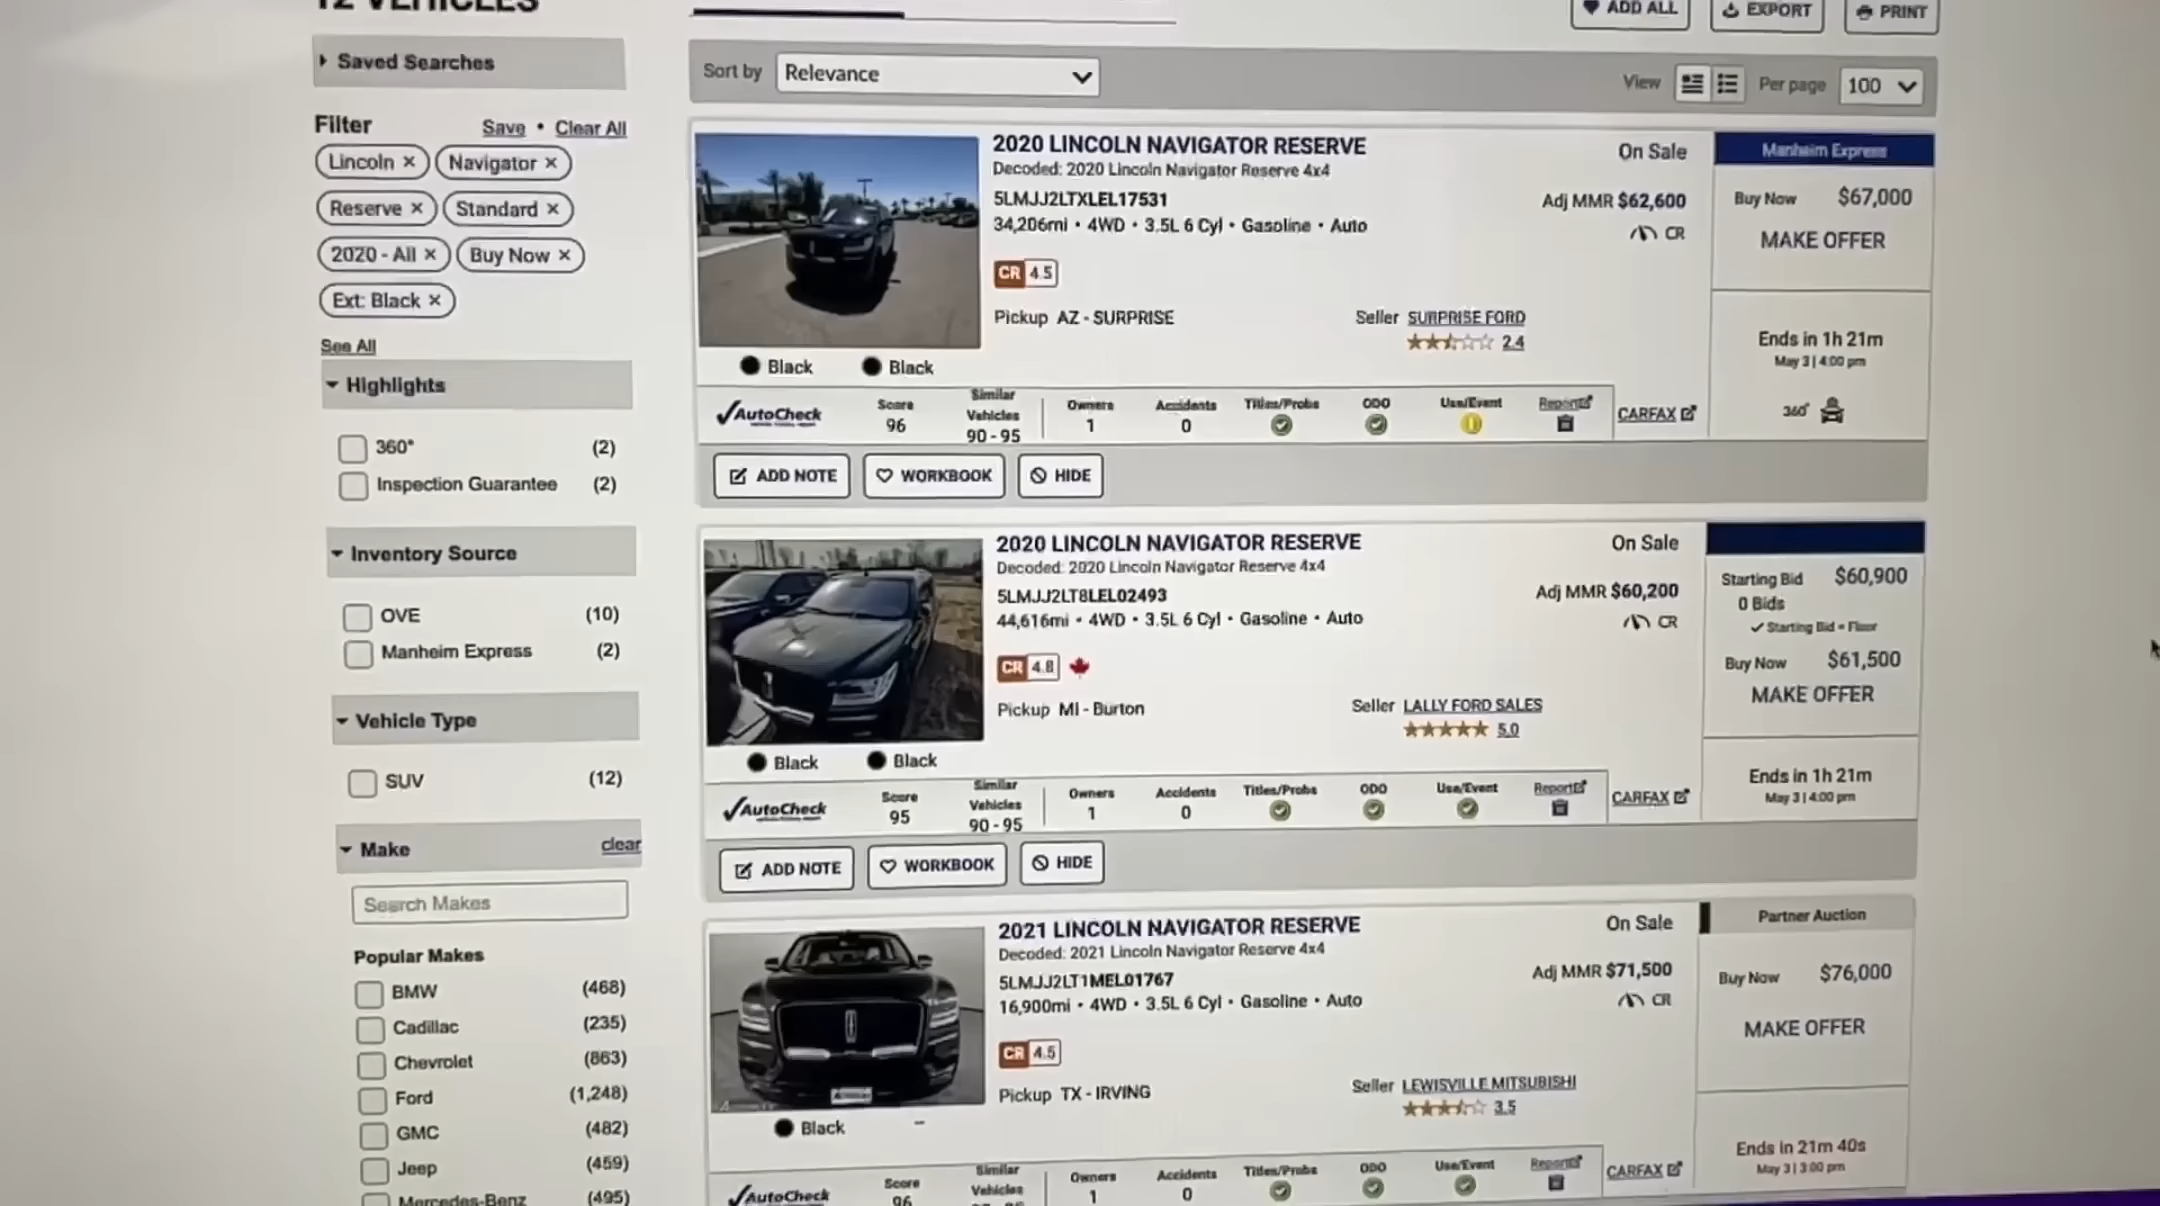 12 VEHICLES
ADD ALL
EXPORT
PRINT
Saved Searches
Sort by
Relevance
View
Per page
100
Filter
Save • Clear All
Lincoln ×
Navigator ×
Reserve ×
Standard ×
2020 - All ×
Buy Now ×
Ext: Black ×
See All
Highlights
360° (2)
Inspection Guarantee (2)
Inventory Source
OVE (10)
Manheim Express (2)
Vehicle Type
SUV (12)
Make
clear
Search Makes
Popular Makes
BMW (468)
Cadillac (235)
Chevrolet (863)
Ford (1,248)
GMC (482)
Jeep (459)
Mercedes-Benz (495)
2020 LINCOLN NAVIGATOR RESERVE
Decoded: 2020 Lincoln Navigator Reserve 4x4
5LMJJ2LTXLEL17531
34,206mi • 4WD • 3.5L 6 Cyl • Gasoline • Auto
CR 4.5
Pickup AZ - SURPRISE
On Sale
Adj MMR $62,600
CR
Seller SURPRISE FORD
2.4
Black
Black
Manheim Express
Buy Now $67,000
MAKE OFFER
Ends in 1h 21m
May 3 | 4:00 pm
360°
AutoCheck
Score
96
Similar
Vehicles
90 - 95
Owners
1
Accidents
0
Titles/Probs
ODO
Use/Event
Report
CARFAX
ADD NOTE
WORKBOOK
HIDE
2020 LINCOLN NAVIGATOR RESERVE
Decoded: 2020 Lincoln Navigator Reserve 4x4
5LMJJ2LT8LEL02493
44,616mi • 4WD • 3.5L 6 Cyl • Gasoline • Auto
CR 4.8
Pickup MI - Burton
On Sale
Adj MMR $60,200
CR
Seller LALLY FORD SALES
5.0
Black
Black
Starting Bid $60,900
0 Bids
✓ Starting Bid = Floor
Buy Now $61,500
MAKE OFFER
Ends in 1h 21m
May 3 | 4:00 pm
AutoCheck
Score
95
Similar
Vehicles
90 - 95
Owners
1
Accidents
0
Titles/Probs
ODO
Use/Event
Report
CARFAX
ADD NOTE
WORKBOOK
HIDE
2021 LINCOLN NAVIGATOR RESERVE
Decoded: 2021 Lincoln Navigator Reserve 4x4
5LMJJ2LT1MEL01767
16,900mi • 4WD • 3.5L 6 Cyl • Gasoline • Auto
CR 4.5
Pickup TX - IRVING
On Sale
Adj MMR $71,500
CR
Seller LEWISVILLE MITSUBISHI
3.5
Black
–
Partner Auction
Buy Now $76,000
MAKE OFFER
Ends in 21m 40s
May 3 | 3:00 pm
AutoCheck
Score
96
Similar
Vehicles
Owners
1
Accidents
0
Titles/Probs
ODO
Use/Event
Report
CARFAX